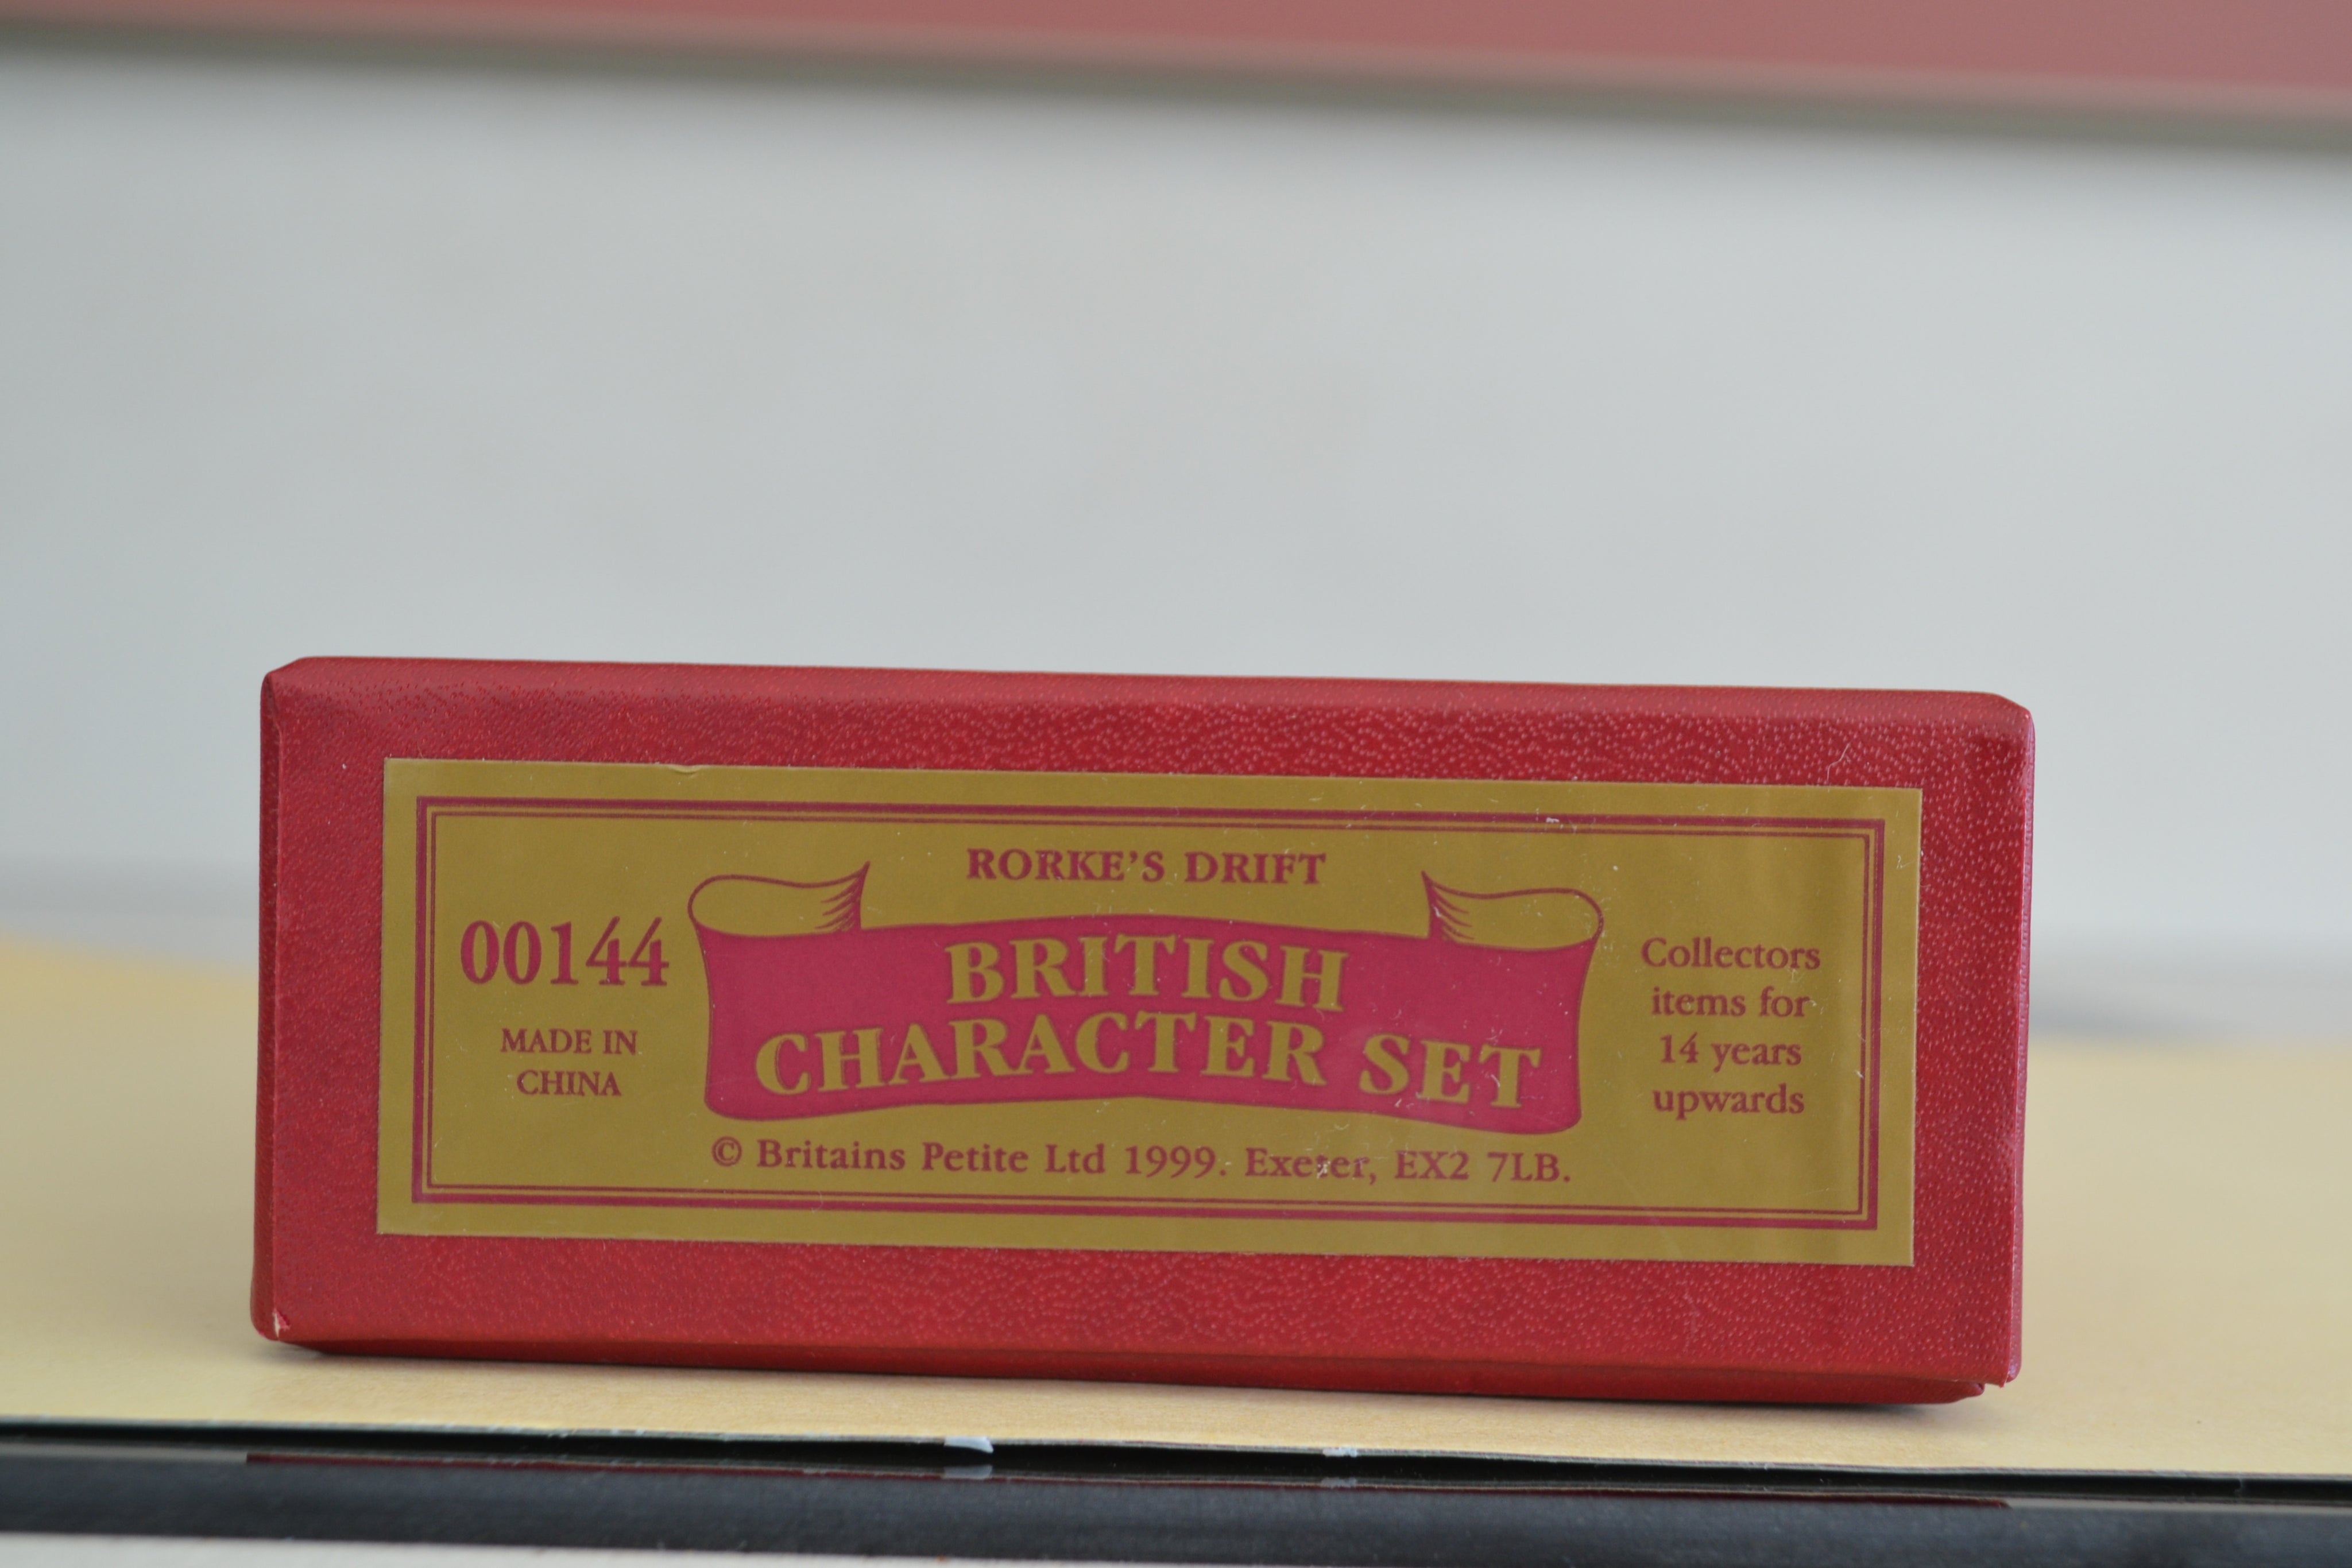 RORKE'S DRIFT
00144
MADE IN
CHINA
BRITISH
CHARACTER SET
Collectors
items for
14 years
upwards
© Britains Petite Ltd 1999. Exeter, EX2 7LB.